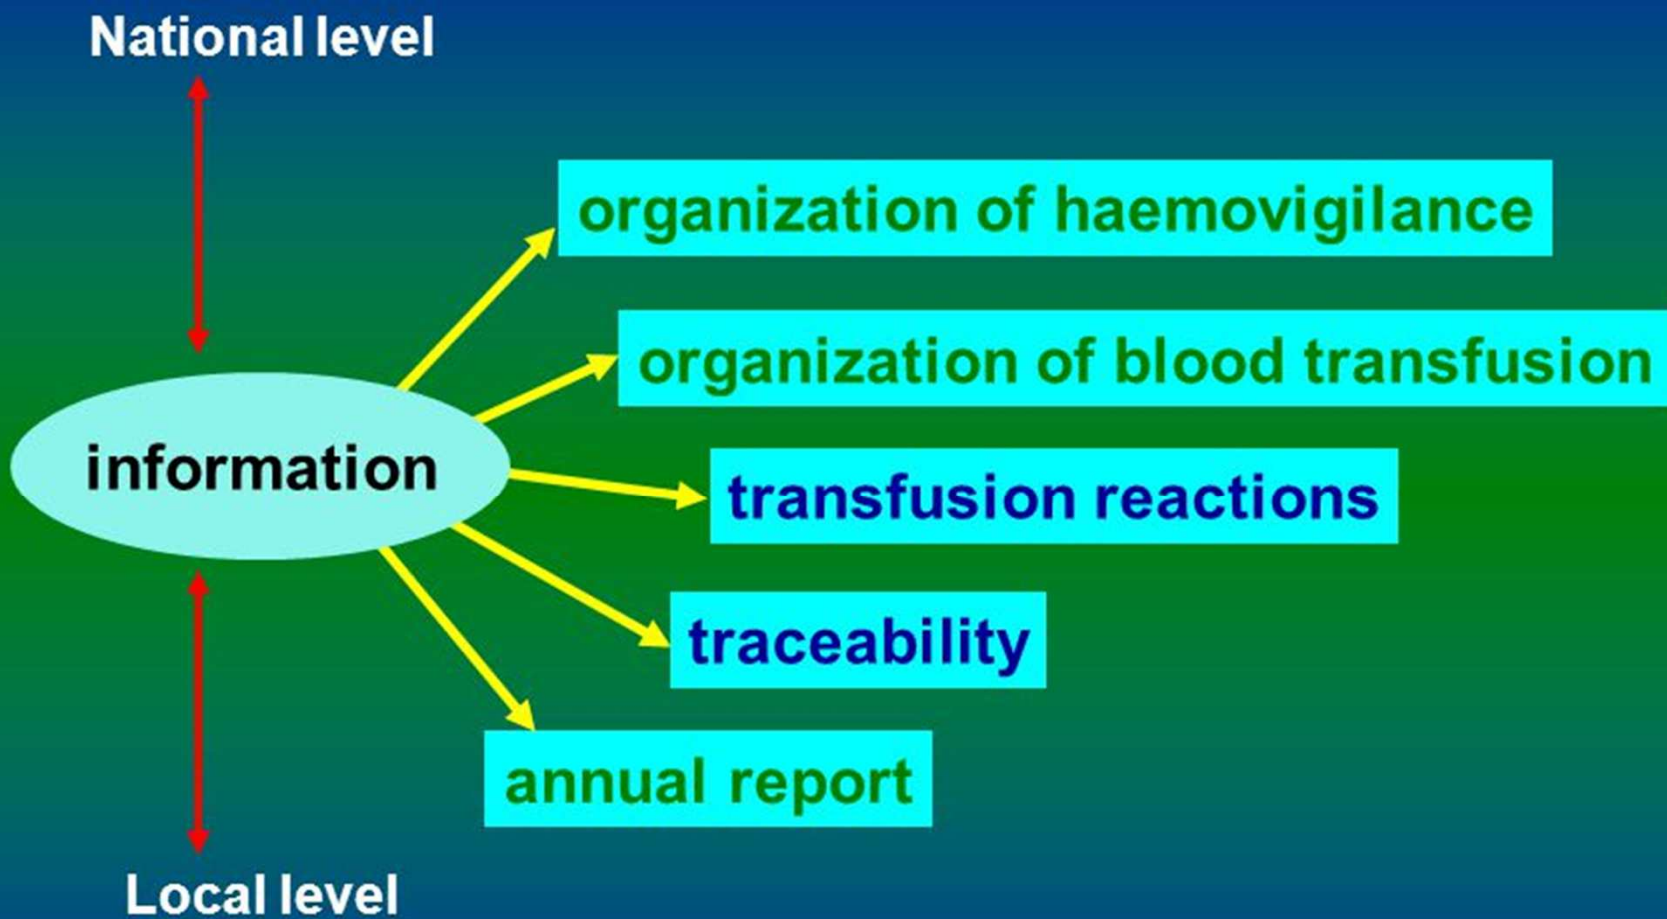 National level
organization of haemovigilance
organization of blood transfusion
information
transfusion reactions
traceability
annual report
Local level